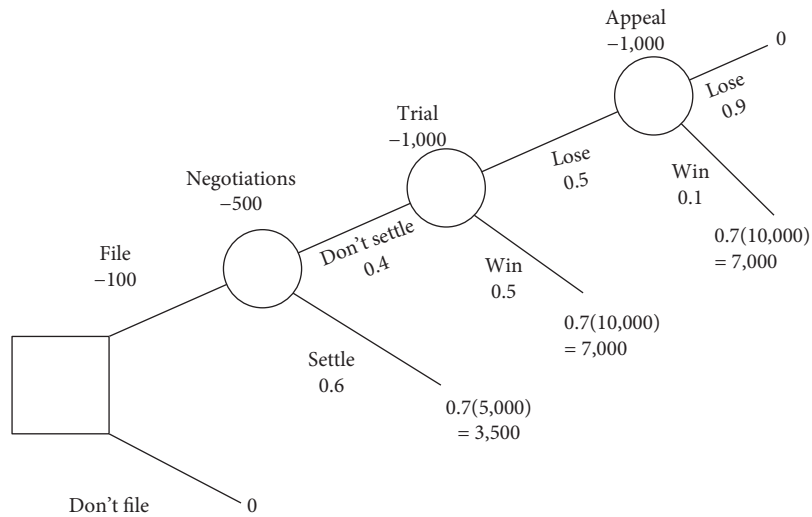 Appeal
−1,000
0
Lose
0.9
Win
0.1
0.7(10,000)
= 7,000
Trial
−1,000
Lose
0.5
Win
0.5
0.7(10,000)
= 7,000
Negotiations
−500
Don't settle
0.4
Settle
0.6
0.7(5,000)
= 3,500
File
−100
Don't file
0